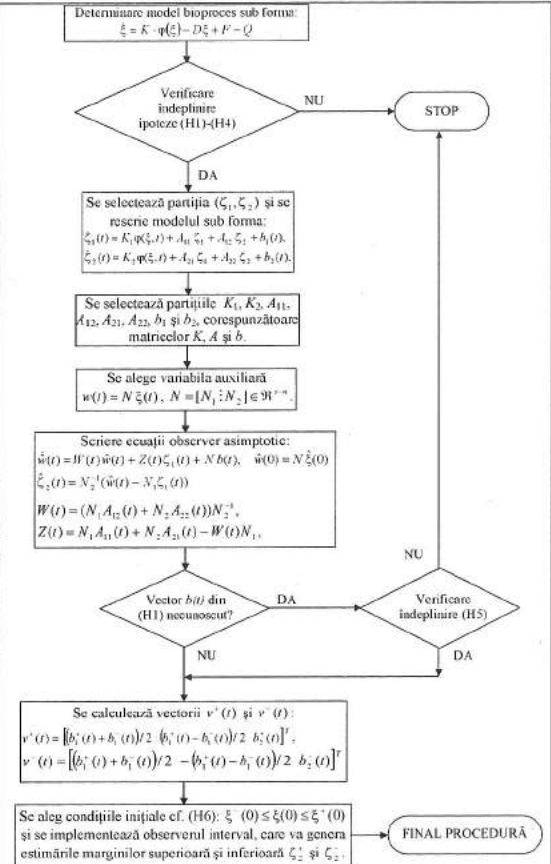 Determinare model bioproces sub forma:
ξ̇ = K · φ(ξ) − Dξ + F − Q
Verificare
îndeplinire
ipoteze (H1)-(H4)
NU
STOP
DA
Se selectează partiția (ζ₁, ζ₂) și se
rescrie modelul sub forma:
ζ̇₁(t) = K₁φ(ξ,t) + A₁₁ ζ₁ + A₁₂ ζ₂ + b₁(t),
ζ̇₂(t) = K₂φ(ξ,t) + A₂₁ ζ₁ + A₂₂ ζ₂ + b₂(t).
Se selectează partițiile K₁, K₂, A₁₁,
A₁₂, A₂₁, A₂₂, b₁ și b₂, corespunzătoare
matricelor K, A și b.
Se alege variabila auxiliară
w(t) = N ξ(t), N = [N₁ ⋮ N₂] ∈
Scriere ecuații observer asimptotic:
ŵ̇(t) = W(t)ŵ(t) + Z(t)ζ₁(t) + N b(t), ŵ(0) = N ξ̂(0)
ζ̂₂(t) = N₂⁻¹(ŵ(t) − N₁ζ₁(t))
W(t) = (N₁A₁₂(t) + N₂A₂₂(t))N₂⁻¹,
Z(t) = N₁A₁₁(t) + N₂A₂₁(t) − W(t)N₁,
NU
Vector b(t) din
(H1) necunoscut?
DA
Verificare
îndeplinire (H5)
NU
DA
Se calculează vectorii v⁺(t) și v⁻(t) :
v⁺(t) = [(b₁⁺(t) + b₁⁻(t))/2 (b₁⁺(t) − b₁⁻(t))/2 b₂⁺(t)]ᵀ,
v⁻(t) = [(b₁⁺(t) + b₁⁻(t))/2 − (b₁⁺(t) − b₁⁻(t))/2 b₂⁻(t)]ᵀ
Se aleg condițiile inițiale cf. (H6): ξ⁻(0) ≤ ξ(0) ≤ ξ⁺(0)
și se implementează observerul interval, care va genera
estimările marginilor superioară și inferioară ζ₂⁺ și ζ₂⁻.
FINAL PROCEDURĂ